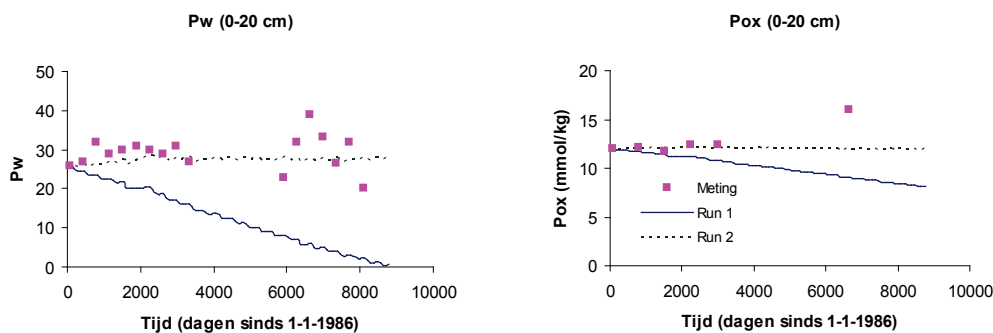 Pw (0-20 cm)
50
40
30
20
10
0
Pw
0 2000 4000 6000 8000 10000
Tijd (dagen sinds 1-1-1986)
Pox (0-20 cm)
20
15
10
5
0
Pox (mmol/kg)
Meting
Run 1
Run 2
0 2000 4000 6000 8000 10000
Tijd (dagen sinds 1-1-1986)